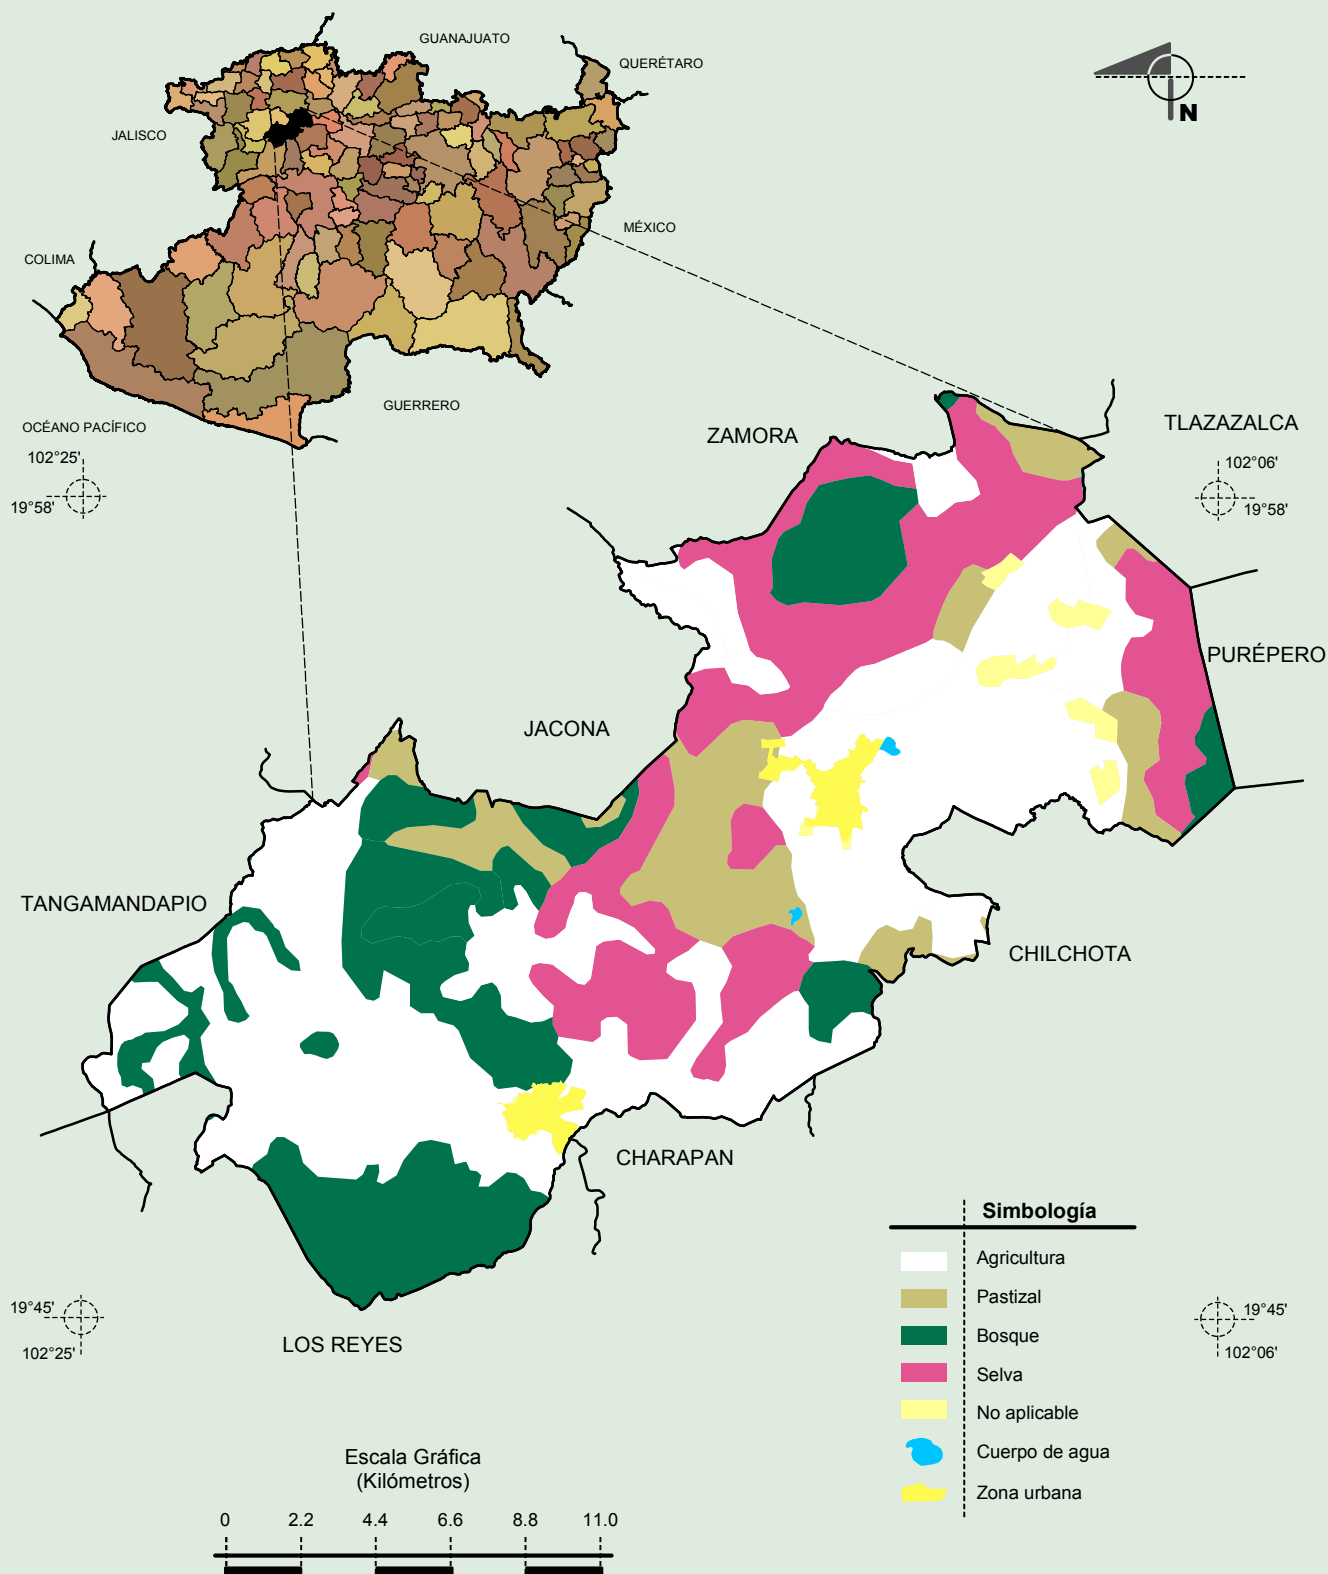 GUANAJUATO
QUERÉTARO
JALISCO
N
MÉXICO
COLIMA
GUERRERO
OCÉANO PACÍFICO
102°25'
19°58'
ZAMORA
TLAZAZALCA
102°06'
19°58'
PURÉPERO
JACONA
TANGAMANDAPIO
CHILCHOTA
CHARAPAN
LOS REYES
19°45'
102°25'
19°45'
102°06'
Simbología
Agricultura
Pastizal
Bosque
Selva
No aplicable
Cuerpo de agua
Zona urbana
Escala Gráfica
(Kilómetros)
0 2.2 4.4 6.6 8.8 11.0